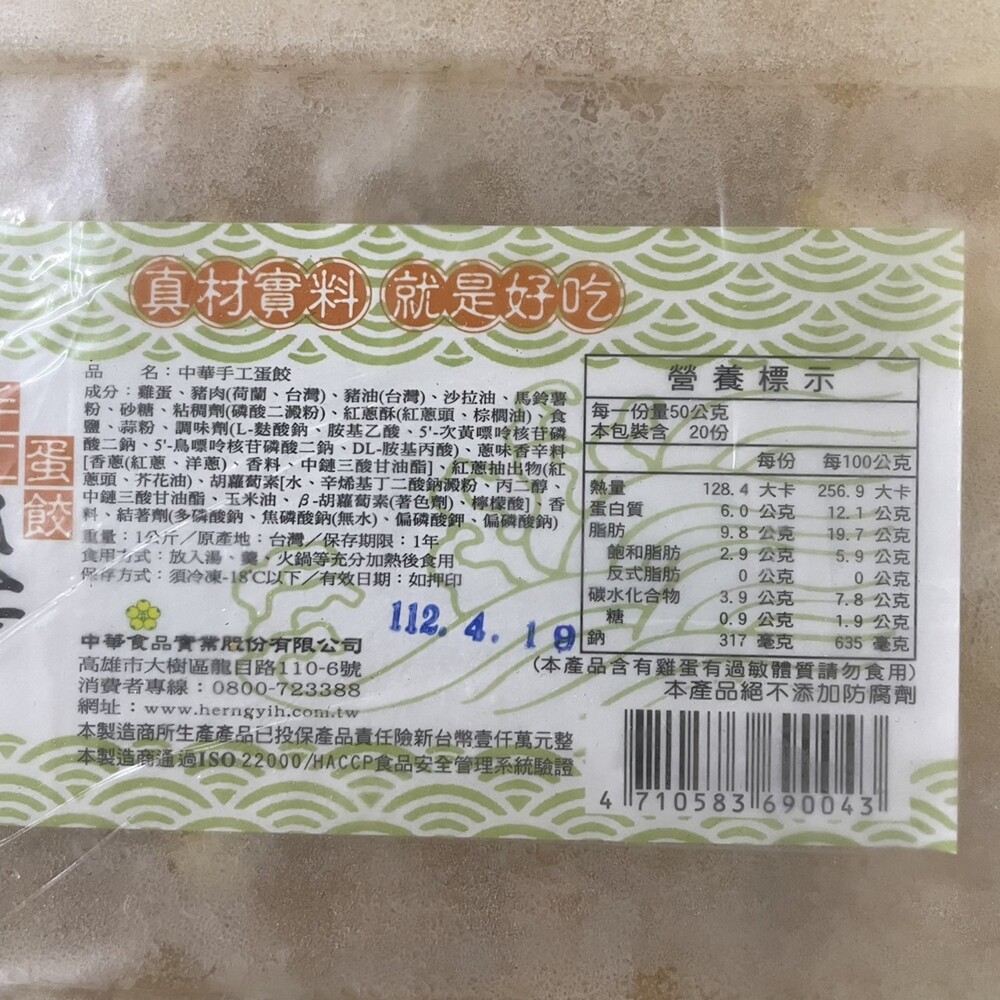 真材實料 就是好吃
品　名：中華手工蛋餃
成分：雞蛋、豬肉(荷蘭、台灣)、豬油(台灣)、沙拉油、馬鈴薯
粉、砂糖、粘稠劑(磷酸二澱粉)、紅蔥酥(紅蔥頭、棕櫚油)、食
鹽、蒜粉、調味劑(L-麩酸鈉、胺基乙酸、5'-次黃嘌呤核苷磷
酸二鈉、5'-鳥嘌呤核苷磷酸二鈉、DL-胺基丙酸)、蔥味香辛料
[香蔥(紅蔥、洋蔥)、香料、中鏈三酸甘油酯]、紅蔥抽出物(紅
蔥頭、芥花油)、胡蘿蔔素[水、辛烯基丁二酸鈉澱粉、丙二醇、
中鏈三酸甘油酯、玉米油、β-胡蘿蔔素(著色劑)、檸檬酸]、香
料、結著劑(多磷酸鈉、焦磷酸鈉(無水)、偏磷酸鉀、偏磷酸鈉)
重量：1公斤／原產地：台灣／保存期限：1年
食用方式：放入湯、羹、火鍋等充分加熱後食用
保存方式：須冷凍-18℃以下／有效日期：如押印
112. 4. 19
中華食品實業股份有限公司
高雄市大樹區龍目路110-6號
消費者專線：0800-723388
網址：www.herngyih.com.tw
本製造商所生產產品已投保產品責任險新台幣壹仟萬元整
本製造商通過ISO 22000/HACCP食品安全管理系統驗證
營養標示
每一份量50公克
本包裝含 20份
每份 每100公克
熱量 128.4 大卡 256.9 大卡
蛋白質 6.0 公克 12.1 公克
脂肪 9.8 公克 19.7 公克
飽和脂肪 2.9 公克 5.9 公克
反式脂肪 0 公克 0 公克
碳水化合物 3.9 公克 7.8 公克
糖 0.9 公克 1.9 公克
鈉 317 毫克 635 毫克
(本產品含有雞蛋有過敏體質請勿食用)
本產品絕不添加防腐劑
4 710583 690043
蛋
餃